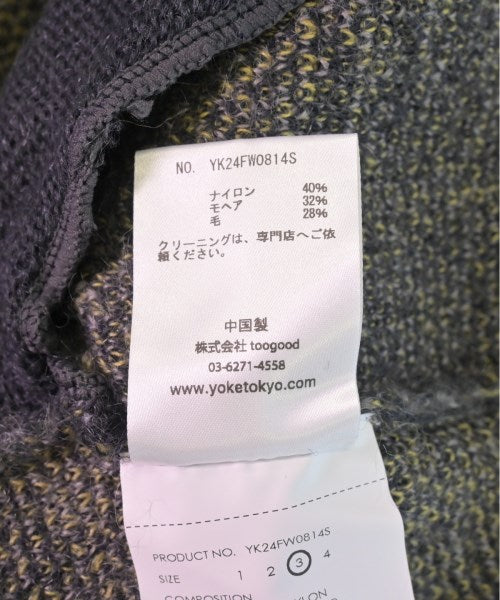 NO. YK24FW0814S
ナイロン 40%
モヘア 32%
毛 28%
クリーニングは、専門店へご依
頼ください。
中国製
株式会社 toogood
03-6271-4558
www.yoketokyo.com
PRODUCT NO. YK24FW0814S
SIZE 1 2 3 4
COMPOSITION